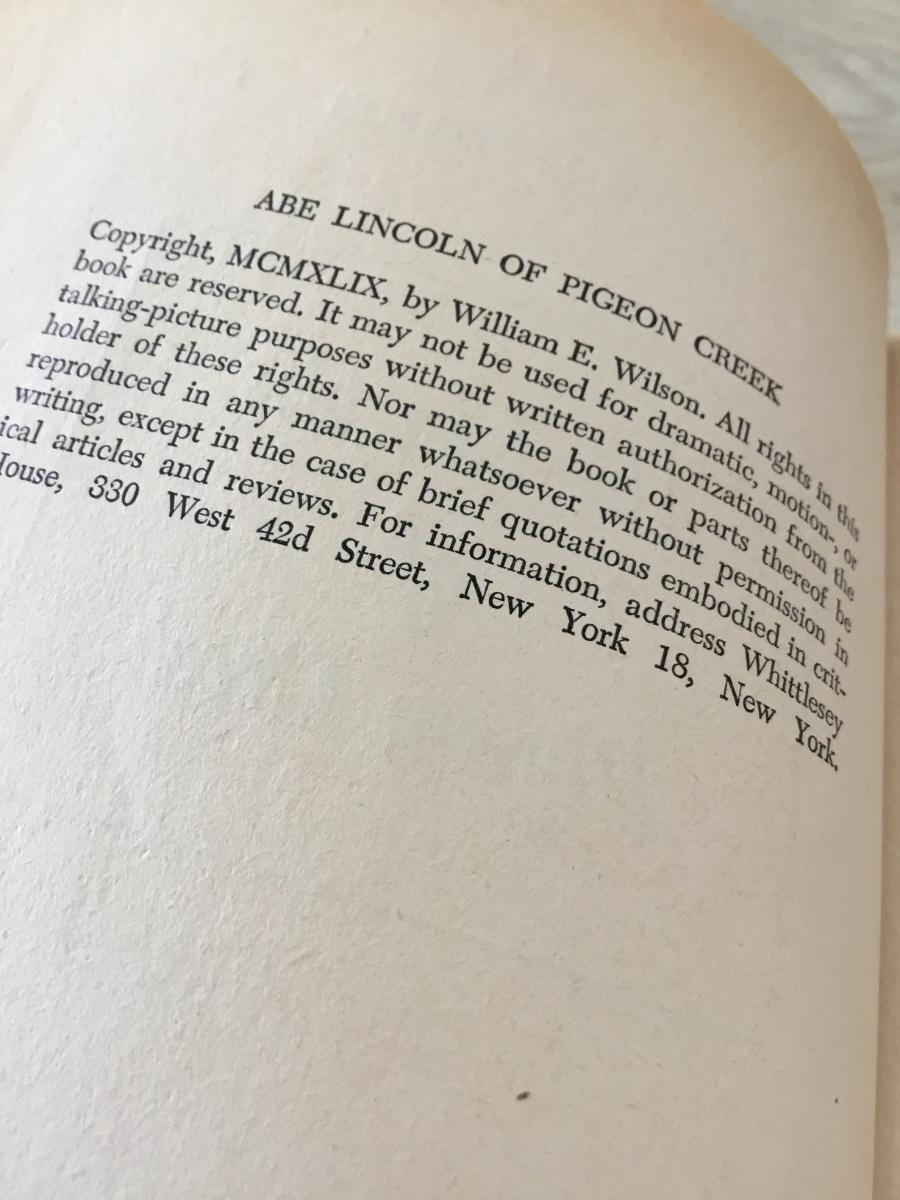 ABE LINCOLN OF PIGEON CREEK
Copyright, MCMXLIX, by William E. Wilson. All rights in this
book are reserved. It may not be used for dramatic, motion-, or
talking-picture purposes without written authorization from the
holder of these rights. Nor may the book or parts thereof be
reproduced in any manner whatsoever without permission in
writing, except in the case of brief quotations embodied in crit-
ical articles and reviews. For information, address Whittlesey
House, 330 West 42d Street, New York 18, New York.